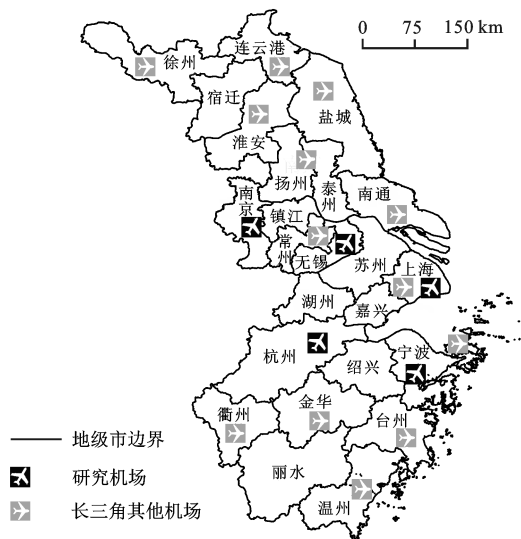 0 75 150 km
连云港
徐州
宿迁
盐城
淮安
扬州
泰州
南通
南京
镇江
常州
无锡
苏州
上海
湖州
嘉兴
杭州
绍兴
宁波
金华
衢州
台州
丽水
温州
地级市边界
研究机场
长三角其他机场